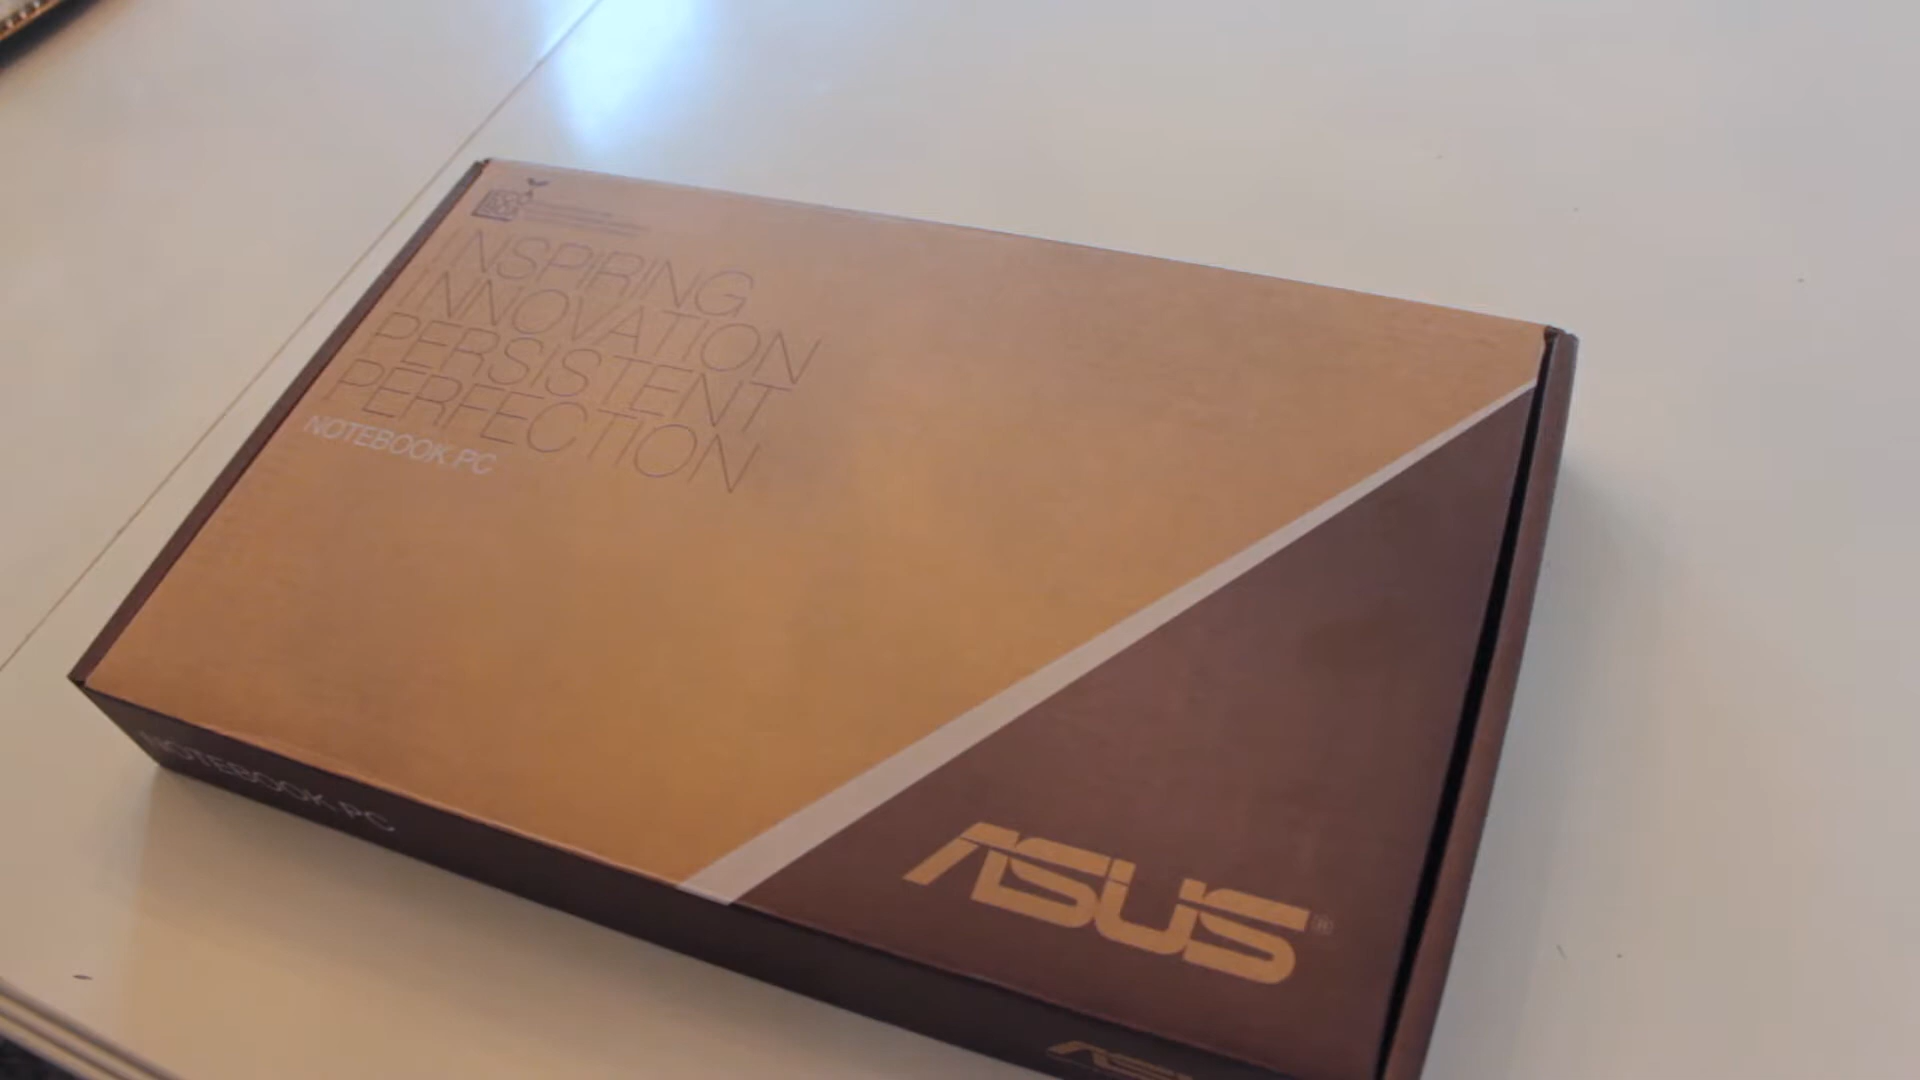 INSPIRING
INNOVATION
PERSISTENT
PERFECTION
NOTEBOOK PC
ASUS®
NOTEBOOK PC